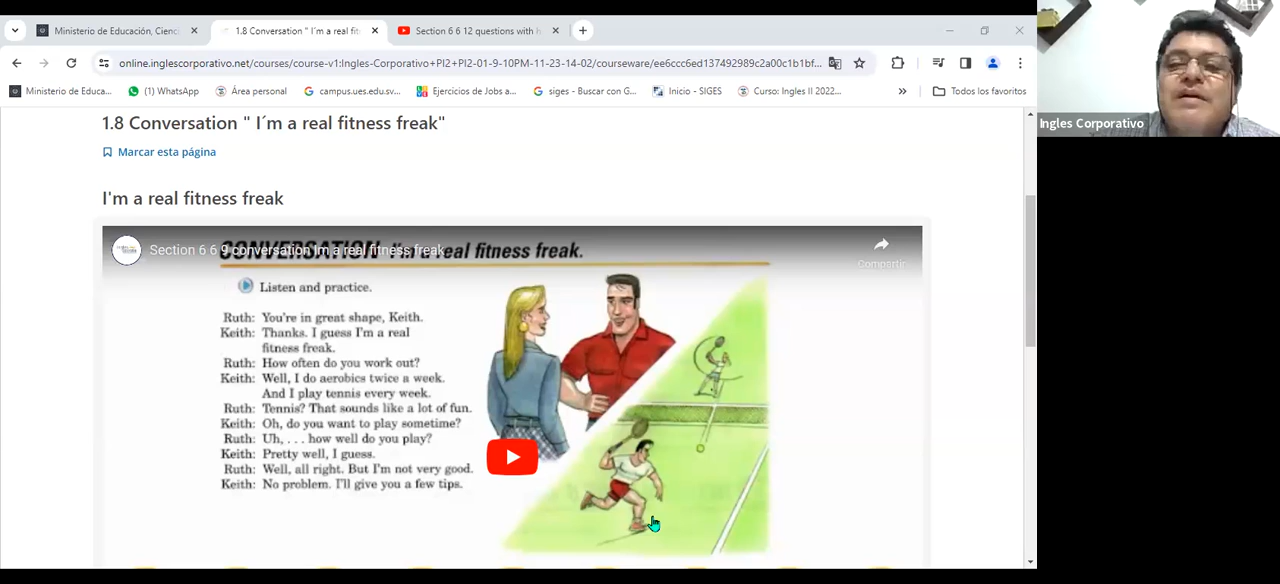 Ministerio de Educación, Cienc
1.8 Conversation " I´m a real fit
Section 6 6 12 questions with h
online.inglescorporativo.net/courses/course-v1:Ingles-Corporativo+PI2+PI2-01-9-10PM-11-23-14-02/courseware/ee6ccc6ed137492989c2a00c1b1bf...
Ministerio de Educa...
(1) WhatsApp
Área personal
campus.ues.edu.sv...
Ejercicios de Jobs a...
siges - Buscar con G...
Inicio - SIGES
Curso: Ingles II 2022...
»
Todos los favoritos
Ingles Corporativo
1.8 Conversation " I´m a real fitness freak"
Marcar esta página
I'm a real fitness freak
Section 6 6 9 conversation Im a real fitness freak
CONVERSATION I'm a real fitness freak.
Compartir
Listen and practice.
Ruth: You're in great shape, Keith.
Keith: Thanks. I guess I'm a real
fitness freak.
Ruth: How often do you work out?
Keith: Well, I do aerobics twice a week.
And I play tennis every week.
Ruth: Tennis? That sounds like a lot of fun.
Keith: Oh, do you want to play sometime?
Ruth: Uh, . . . how well do you play?
Keith: Pretty well, I guess.
Ruth: Well, all right. But I'm not very good.
Keith: No problem. I'll give you a few tips.